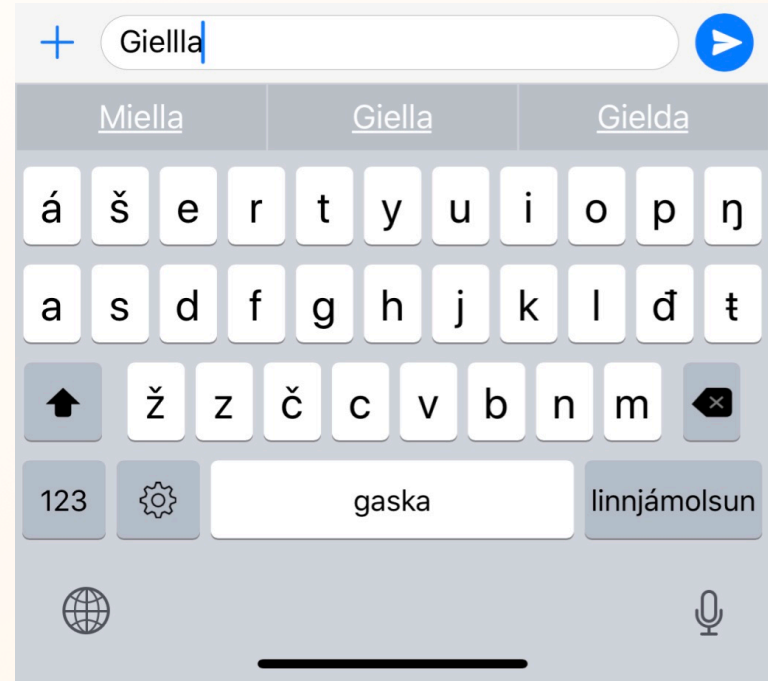 Giellla
Miella Giella Gielda
á š e r t y u i o p ŋ
a s d f g h j k l đ ŧ
ž z č c v b n m
123 gaska linnjámolsun